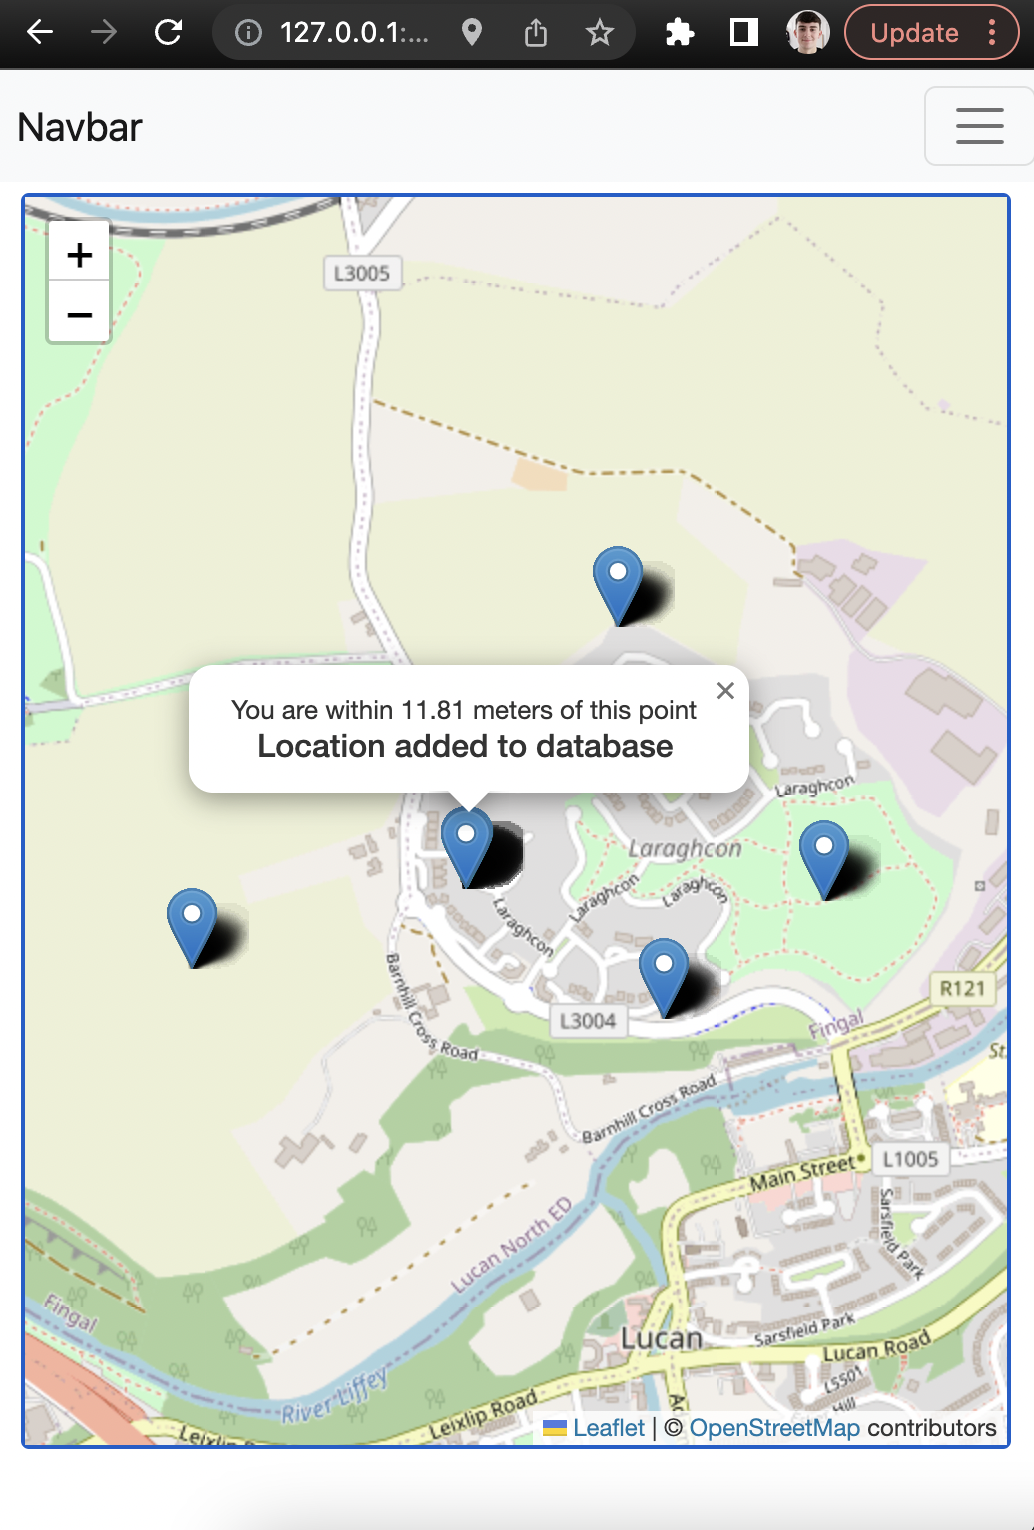 127.0.0.1:...
Update
Navbar
+
−
L3005
You are within 11.81 meters of this point
Location added to database
Laraghcon
Laraghcon
Laraghcon
Laraghcon
Laraghcon
R121
Barnhill Cross Road
L3004
Fingal
St.
Barnhill Cross Road
Main Street
L1005
Sarsfield Park
Lucan North ED
Fingal
Lucan
Sarsfield Park
Lucan Road
River Liffey
L5501
Hill
Leixlip Road
Leaflet | © OpenStreetMap contributors